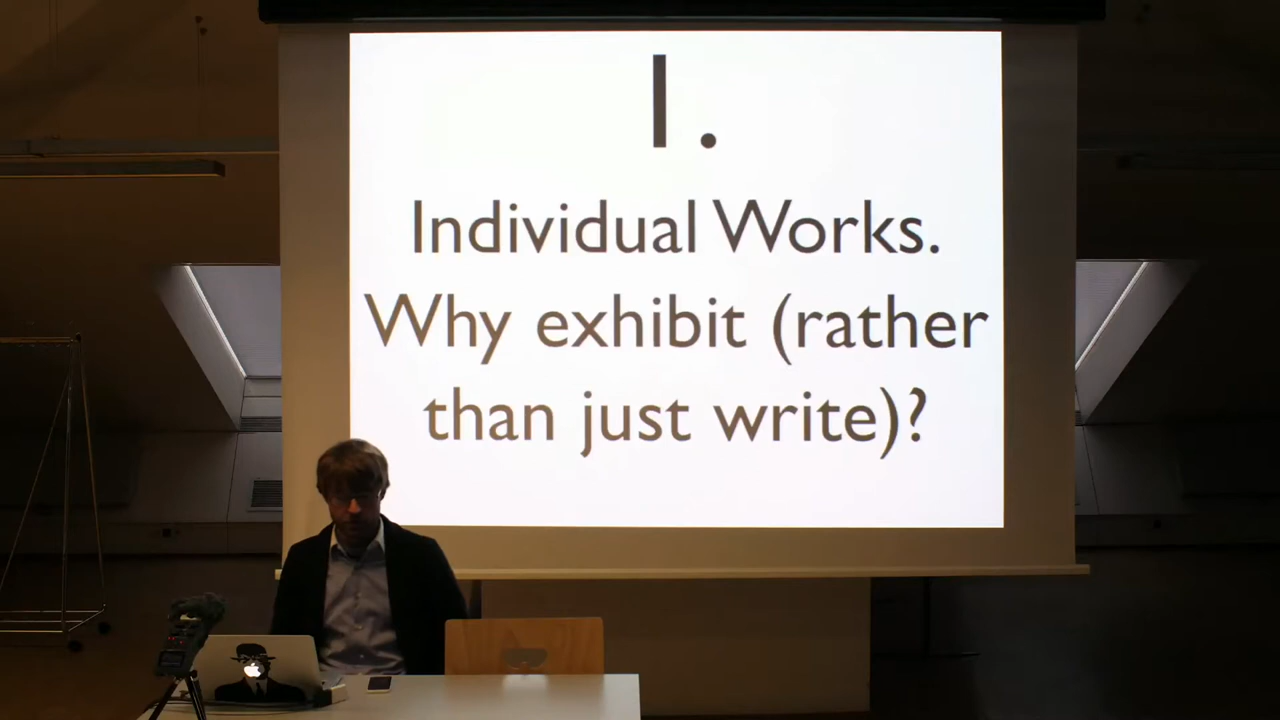 1.
Individual Works.
Why exhibit (rather
than just write)?